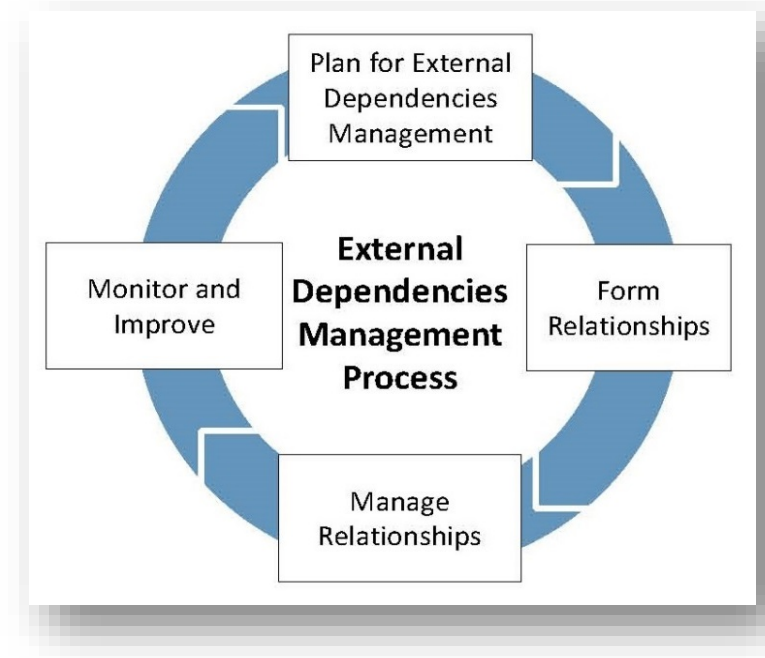 Plan for External
Dependencies
Management
External
Dependencies
Management
Process
Form
Relationships
Manage
Relationships
Monitor and
Improve